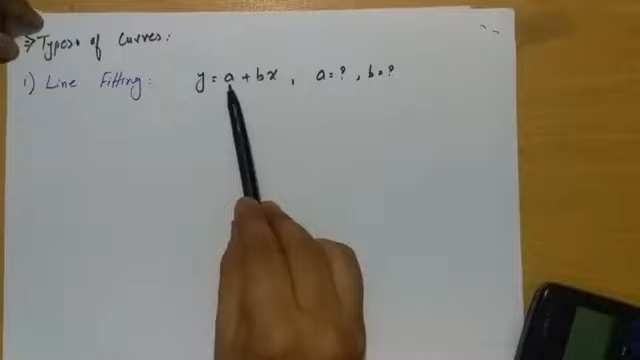 ⇒ Types of Curves:
i) Line Fitting: y = a + bx, a = ?, b = ?